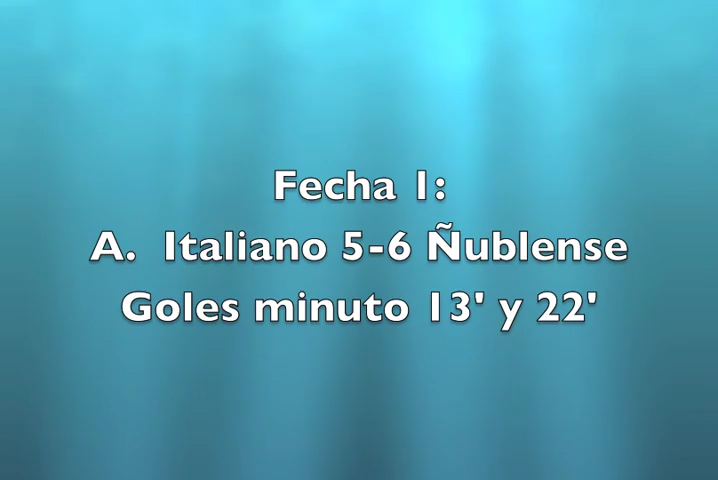 Fecha 1:
A. Italiano 5-6 Ñublense
Goles minuto 13' y 22'